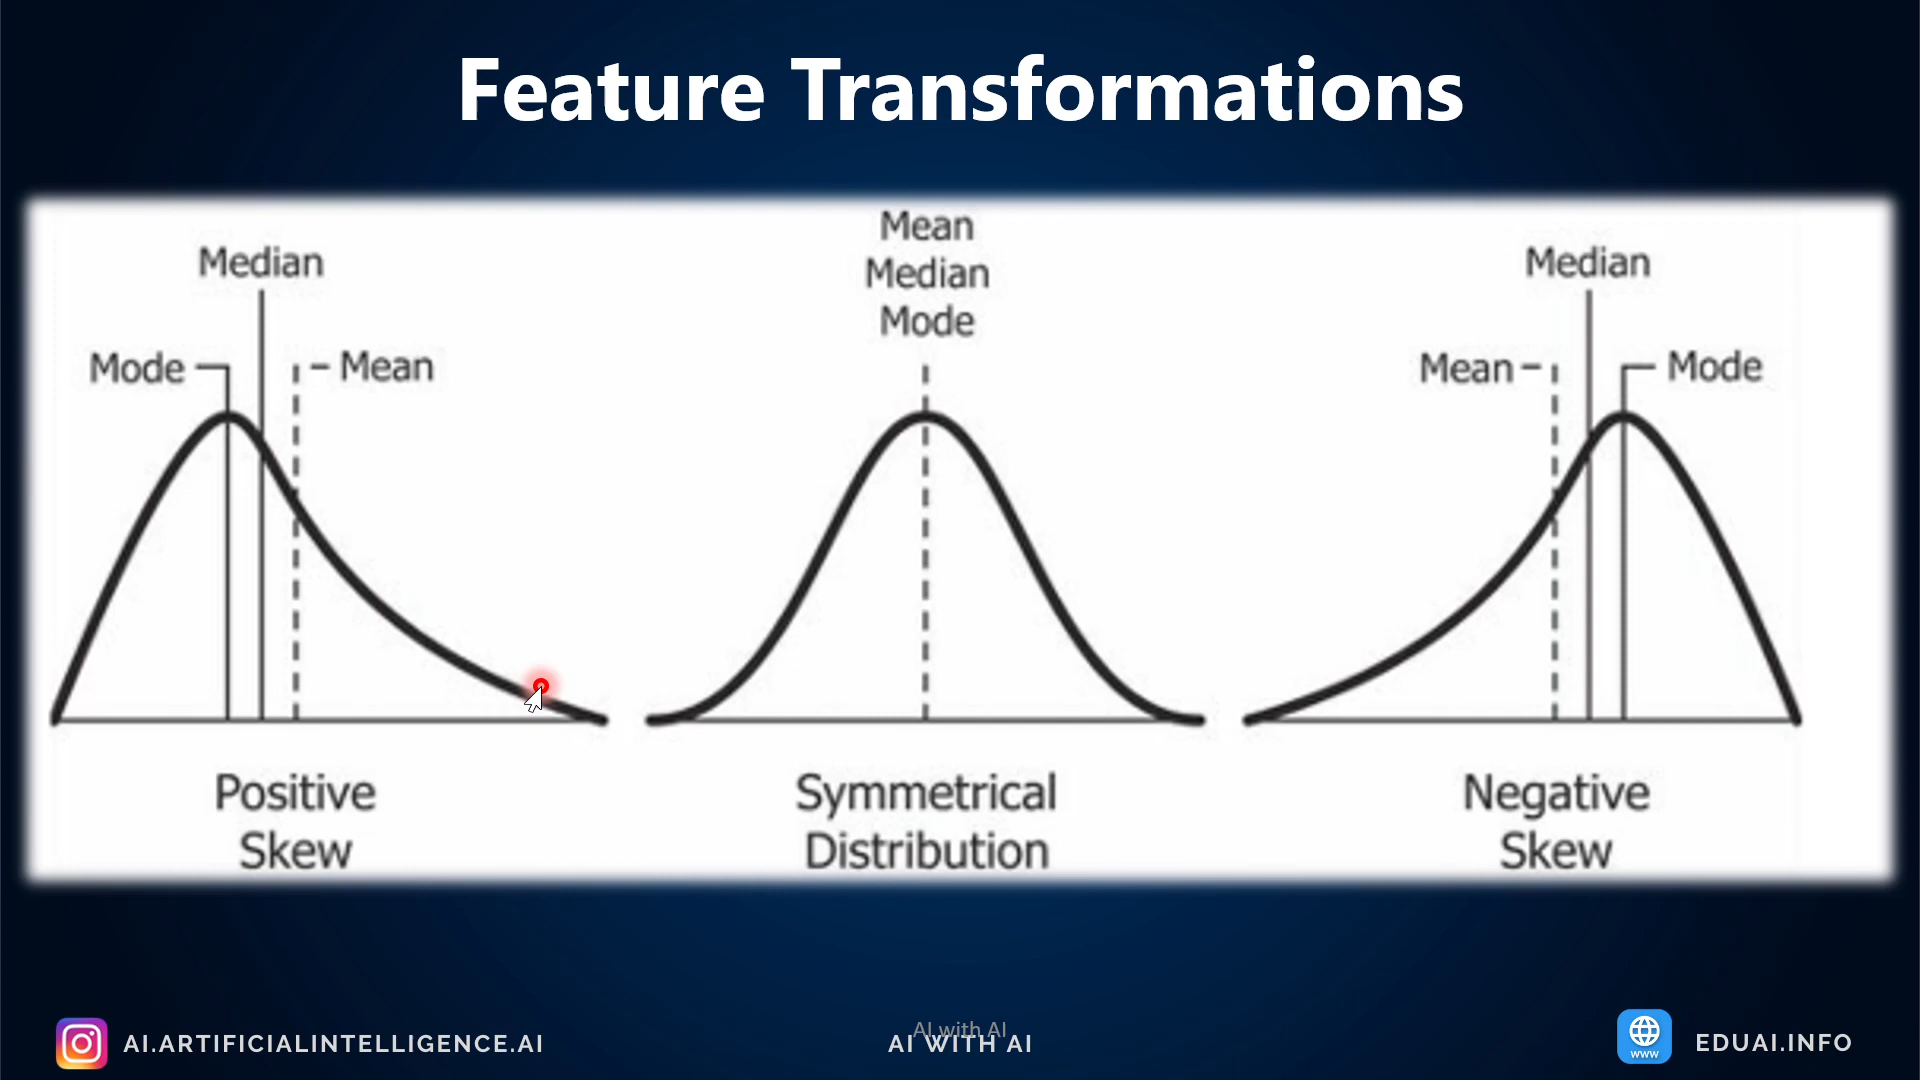 Feature Transformations
Median
Mode
Mean
Positive
Skew
Mean
Median
Mode
Symmetrical
Distribution
Median
Mean
Mode
Negative
Skew
AI.ARTIFICIALINTELLIGENCE.AI
AI with AI
AI WITH AI
www
EDUAI.INFO